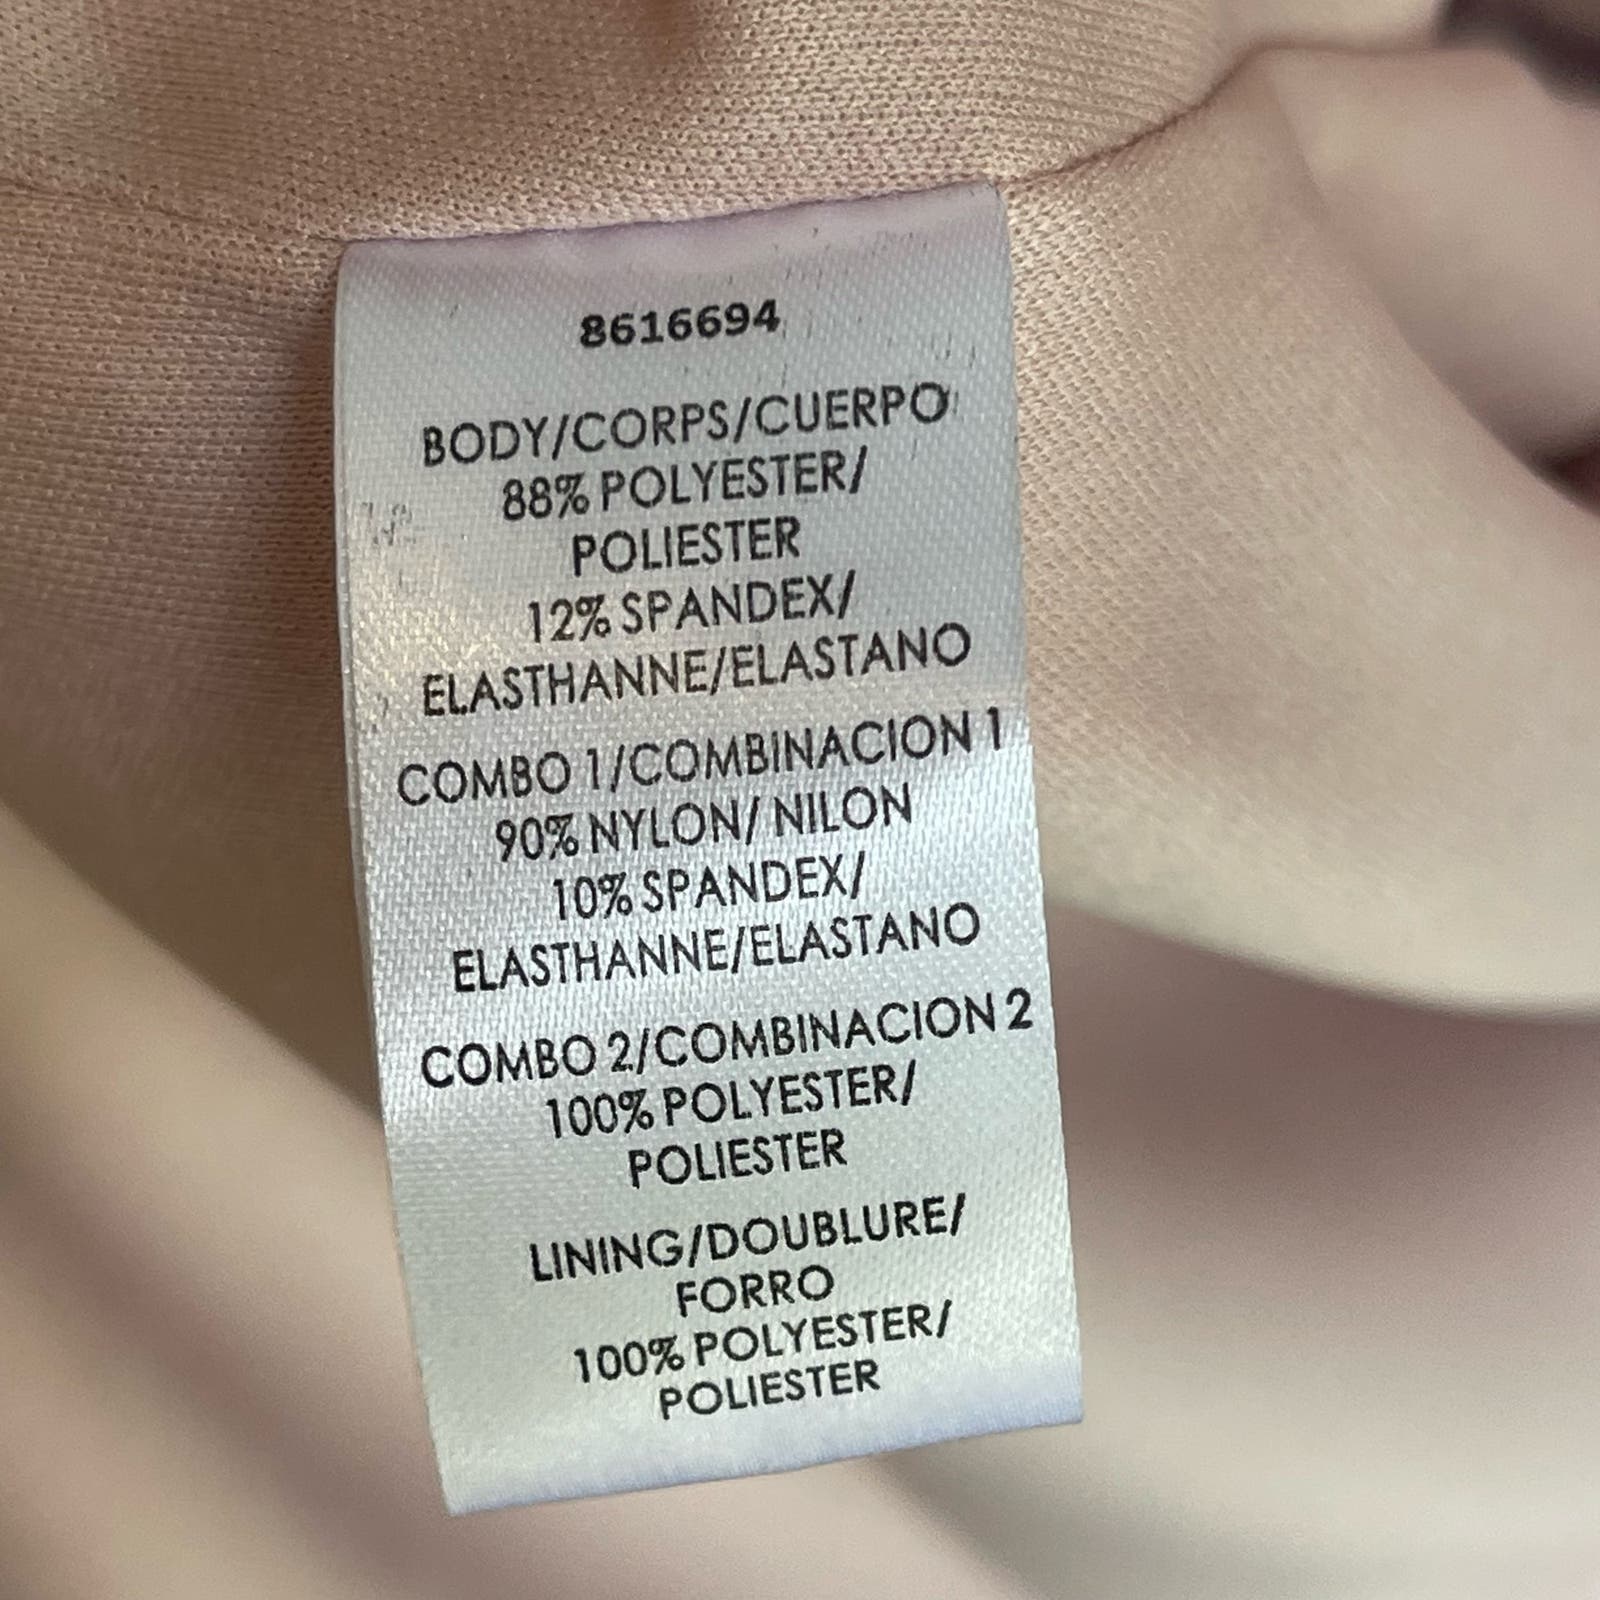 8616694
BODY/CORPS/CUERPO
88% POLYESTER/
POLIESTER
12% SPANDEX/
ELASTHANNE/ELASTANO
COMBO 1/COMBINACION 1
90% NYLON/ NILON
10% SPANDEX/
ELASTHANNE/ELASTANO
COMBO 2/COMBINACION 2
100% POLYESTER/
POLIESTER
LINING/DOUBLURE/
FORRO
100% POLYESTER/
POLIESTER